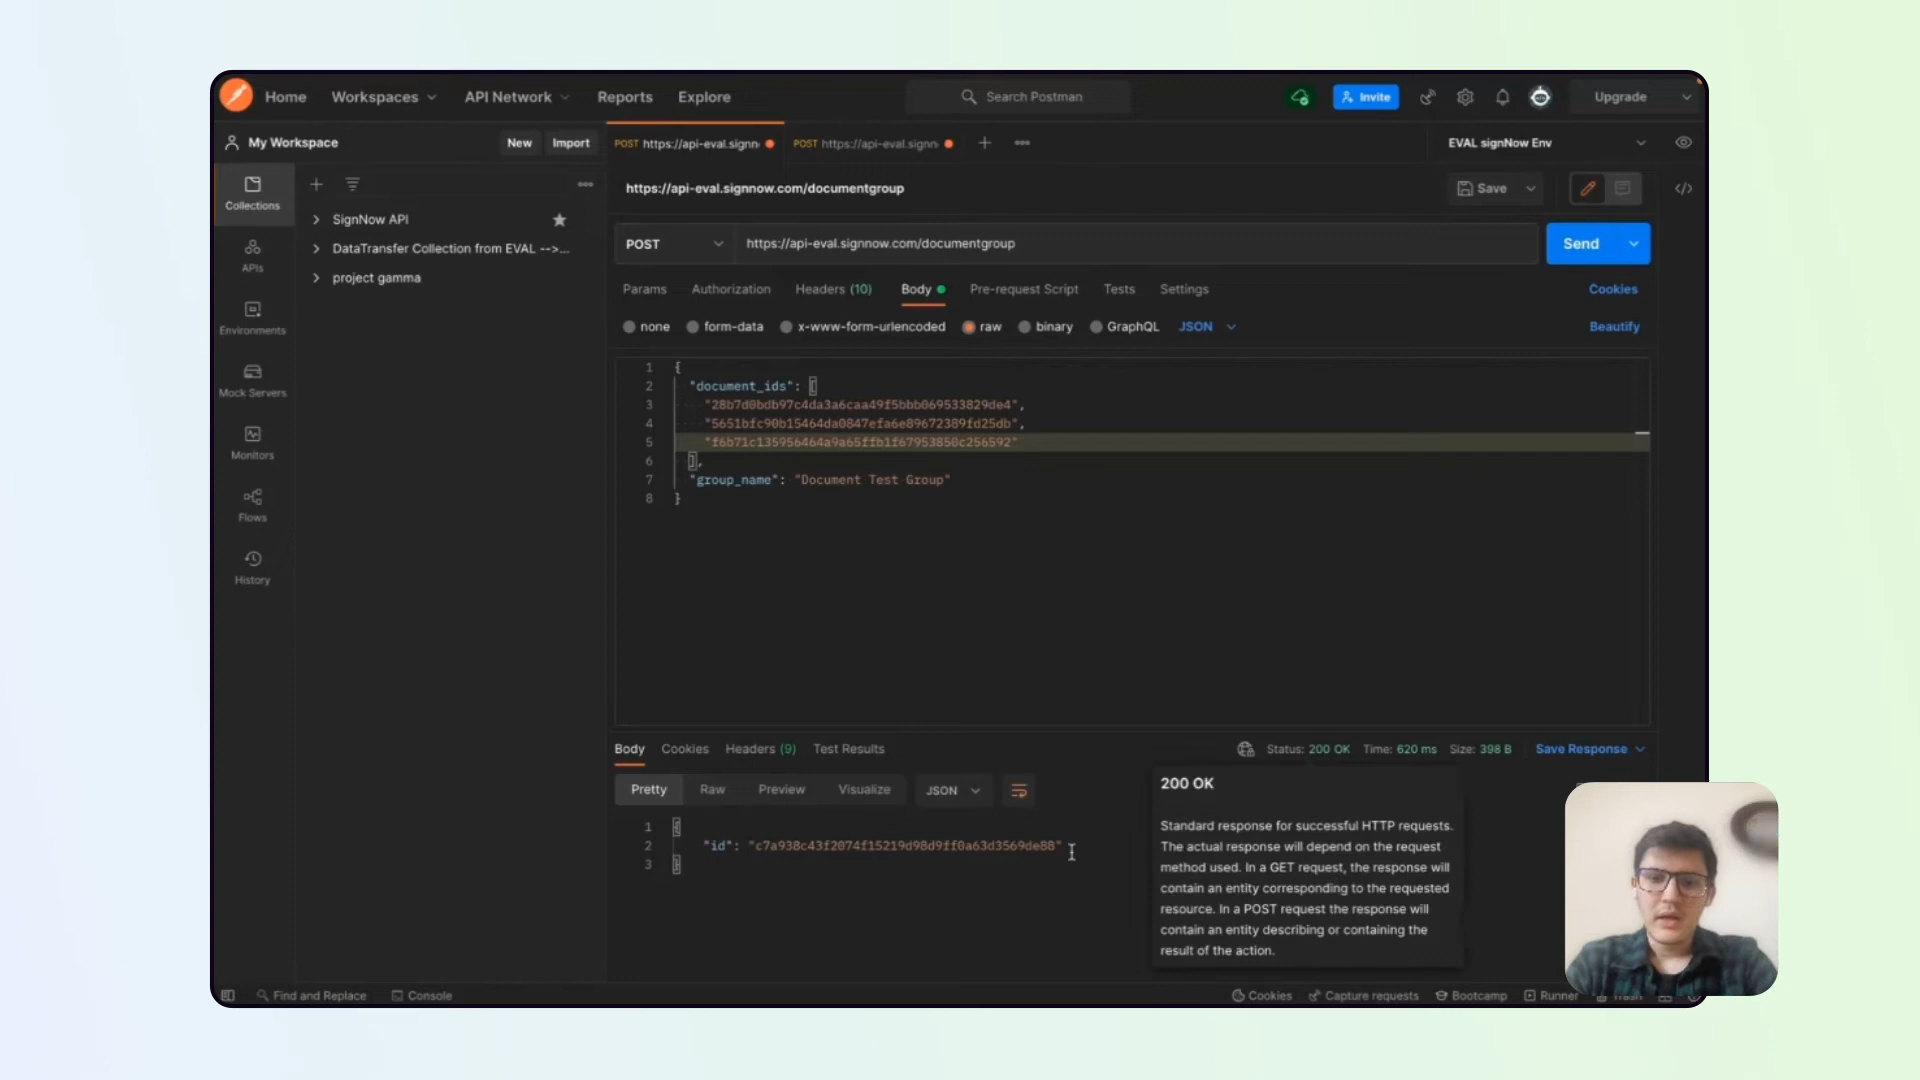 Home Workspaces API Network Reports Explore Search Postman Invite Upgrade
My Workspace New Import POST https://api-eval.signn POST https://api-eval.signn EVAL signNow Env
https://api-eval.signnow.com/documentgroup Save
Collections
SignNow API
DataTransfer Collection from EVAL -->...
project gamma
APIs
Environments
Mock Servers
Monitors
Flows
History
POST https://api-eval.signnow.com/documentgroup Send
Params Authorization Headers (10) Body Pre-request Script Tests Settings Cookies
none form-data x-www-form-urlencoded raw binary GraphQL JSON Beautify
1 {
2 "document_ids": [
3 "28b7d0bdb97c4da3a6caa49f5bbb069533829de4",
4 "5651bfc90b15464da0847efa6e89672389fd25db",
5 "f6b71c135956464a9a65ffb1f67953850c256592"
6 ],
7 "group_name": "Document Test Group"
8 }
Body Cookies Headers (9) Test Results Status: 200 OK Time: 620 ms Size: 398 B Save Response
Pretty Raw Preview Visualize JSON
1 {
2 "id": "c7a938c43f2074f15219d98d9ff0a63d3569de88"
3 }
200 OK
Standard response for successful HTTP requests.
The actual response will depend on the request
method used. In a GET request, the response will
contain an entity corresponding to the requested
resource. In a POST request the response will
contain an entity describing or containing the
result of the action.
Find and Replace Console Cookies Capture requests Bootcamp Runner Trash